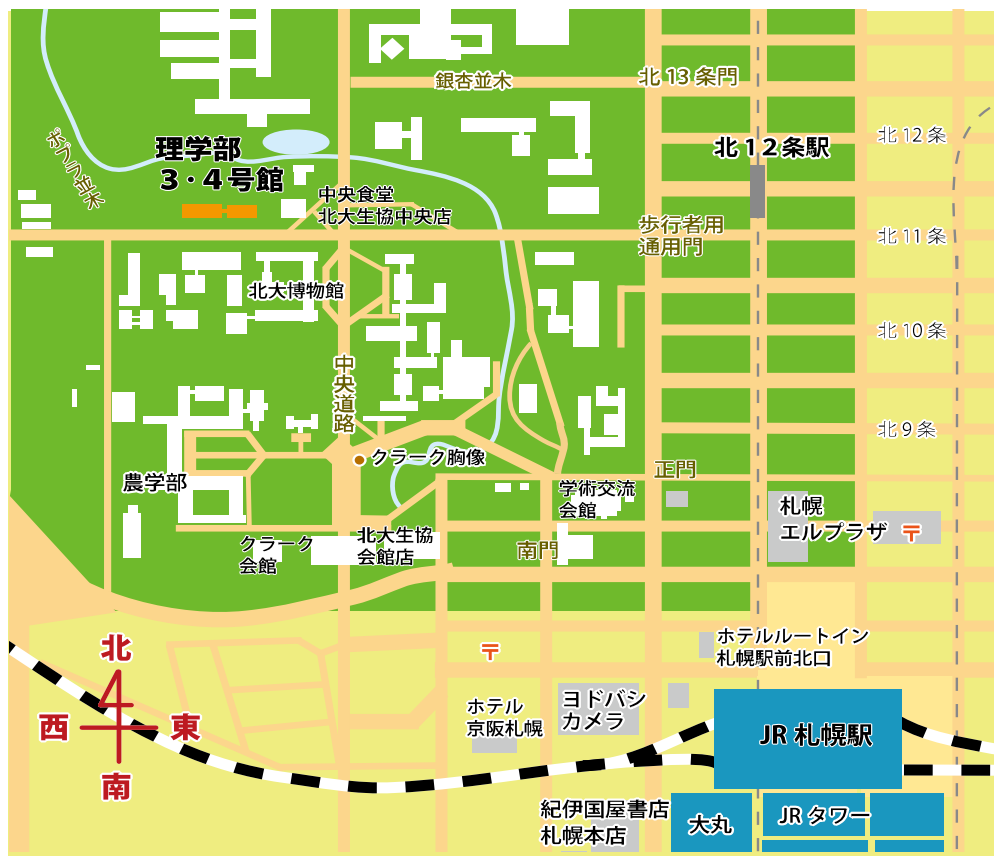 銀杏並木
北13条門
ポプラ並木
理学部
3・4号館
北12条駅
北12条
中央食堂
北大生協中央店
歩行者用
通用門
北11条
北大博物館
北10条
中央道路
北9条
クラーク胸像
正門
農学部
学術交流
会館
札幌
エルプラザ
〒
クラーク
会館
北大生協
会館店
南門
北
西
東
南
〒
ホテルルートイン
札幌駅前北口
ホテル
京阪札幌
ヨドバシ
カメラ
JR 札幌駅
紀伊国屋書店
札幌本店
大丸
JR タワー